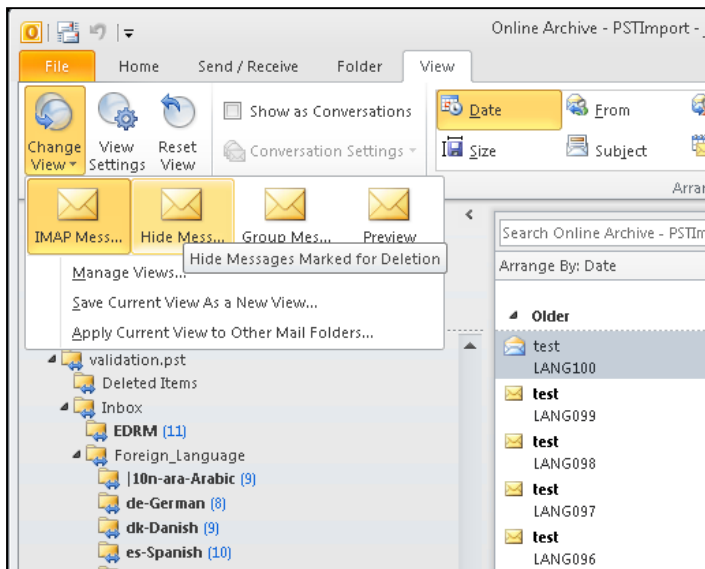 Online Archive - PSTImport -
File Home Send / Receive Folder View
Change View View Settings Reset View
Show as Conversations
Conversation Settings
Date From
Size Subject
Arran
IMAP Mess... Hide Mess... Group Mes... Preview
Hide Messages Marked for Deletion
Manage Views...
Save Current View As a New View...
Apply Current View to Other Mail Folders...
validation.pst
Deleted Items
Inbox
EDRM (11)
Foreign_Language
|10n-ara-Arabic (9)
de-German (8)
dk-Danish (9)
es-Spanish (10)
Search Online Archive - PSTIm
Arrange By: Date
Older
test
LANG100
test
LANG099
test
LANG098
test
LANG097
test
LANG096